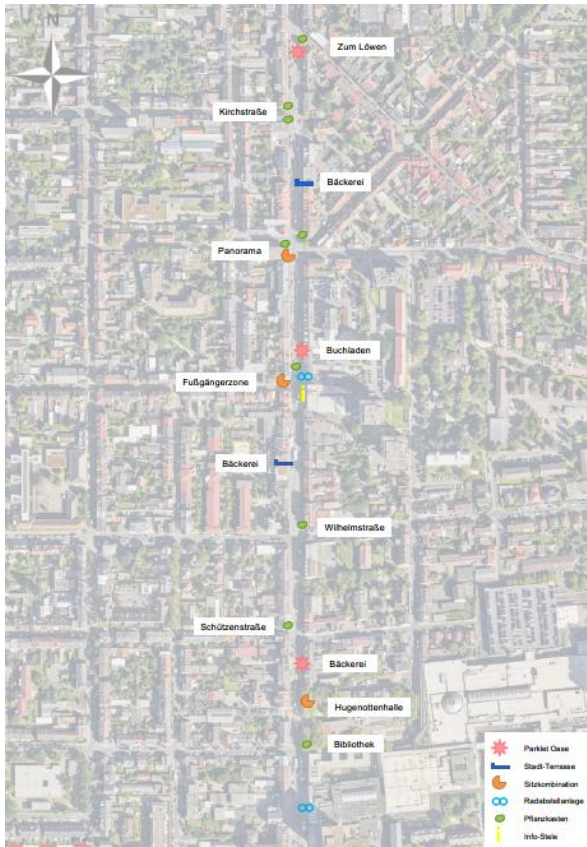 N
Zum Löwen
Kirchstraße
Bäckerei
Panorama
Buchladen
Fußgängerzone
Bäckerei
Wilhelmstraße
Schützenstraße
Bäckerei
Hugenottenhalle
Bibliothek
Parklet Oase
Stadt-Terrasse
Sitzkombination
Radabstellanlage
Pflanzkasten
Info-Stele